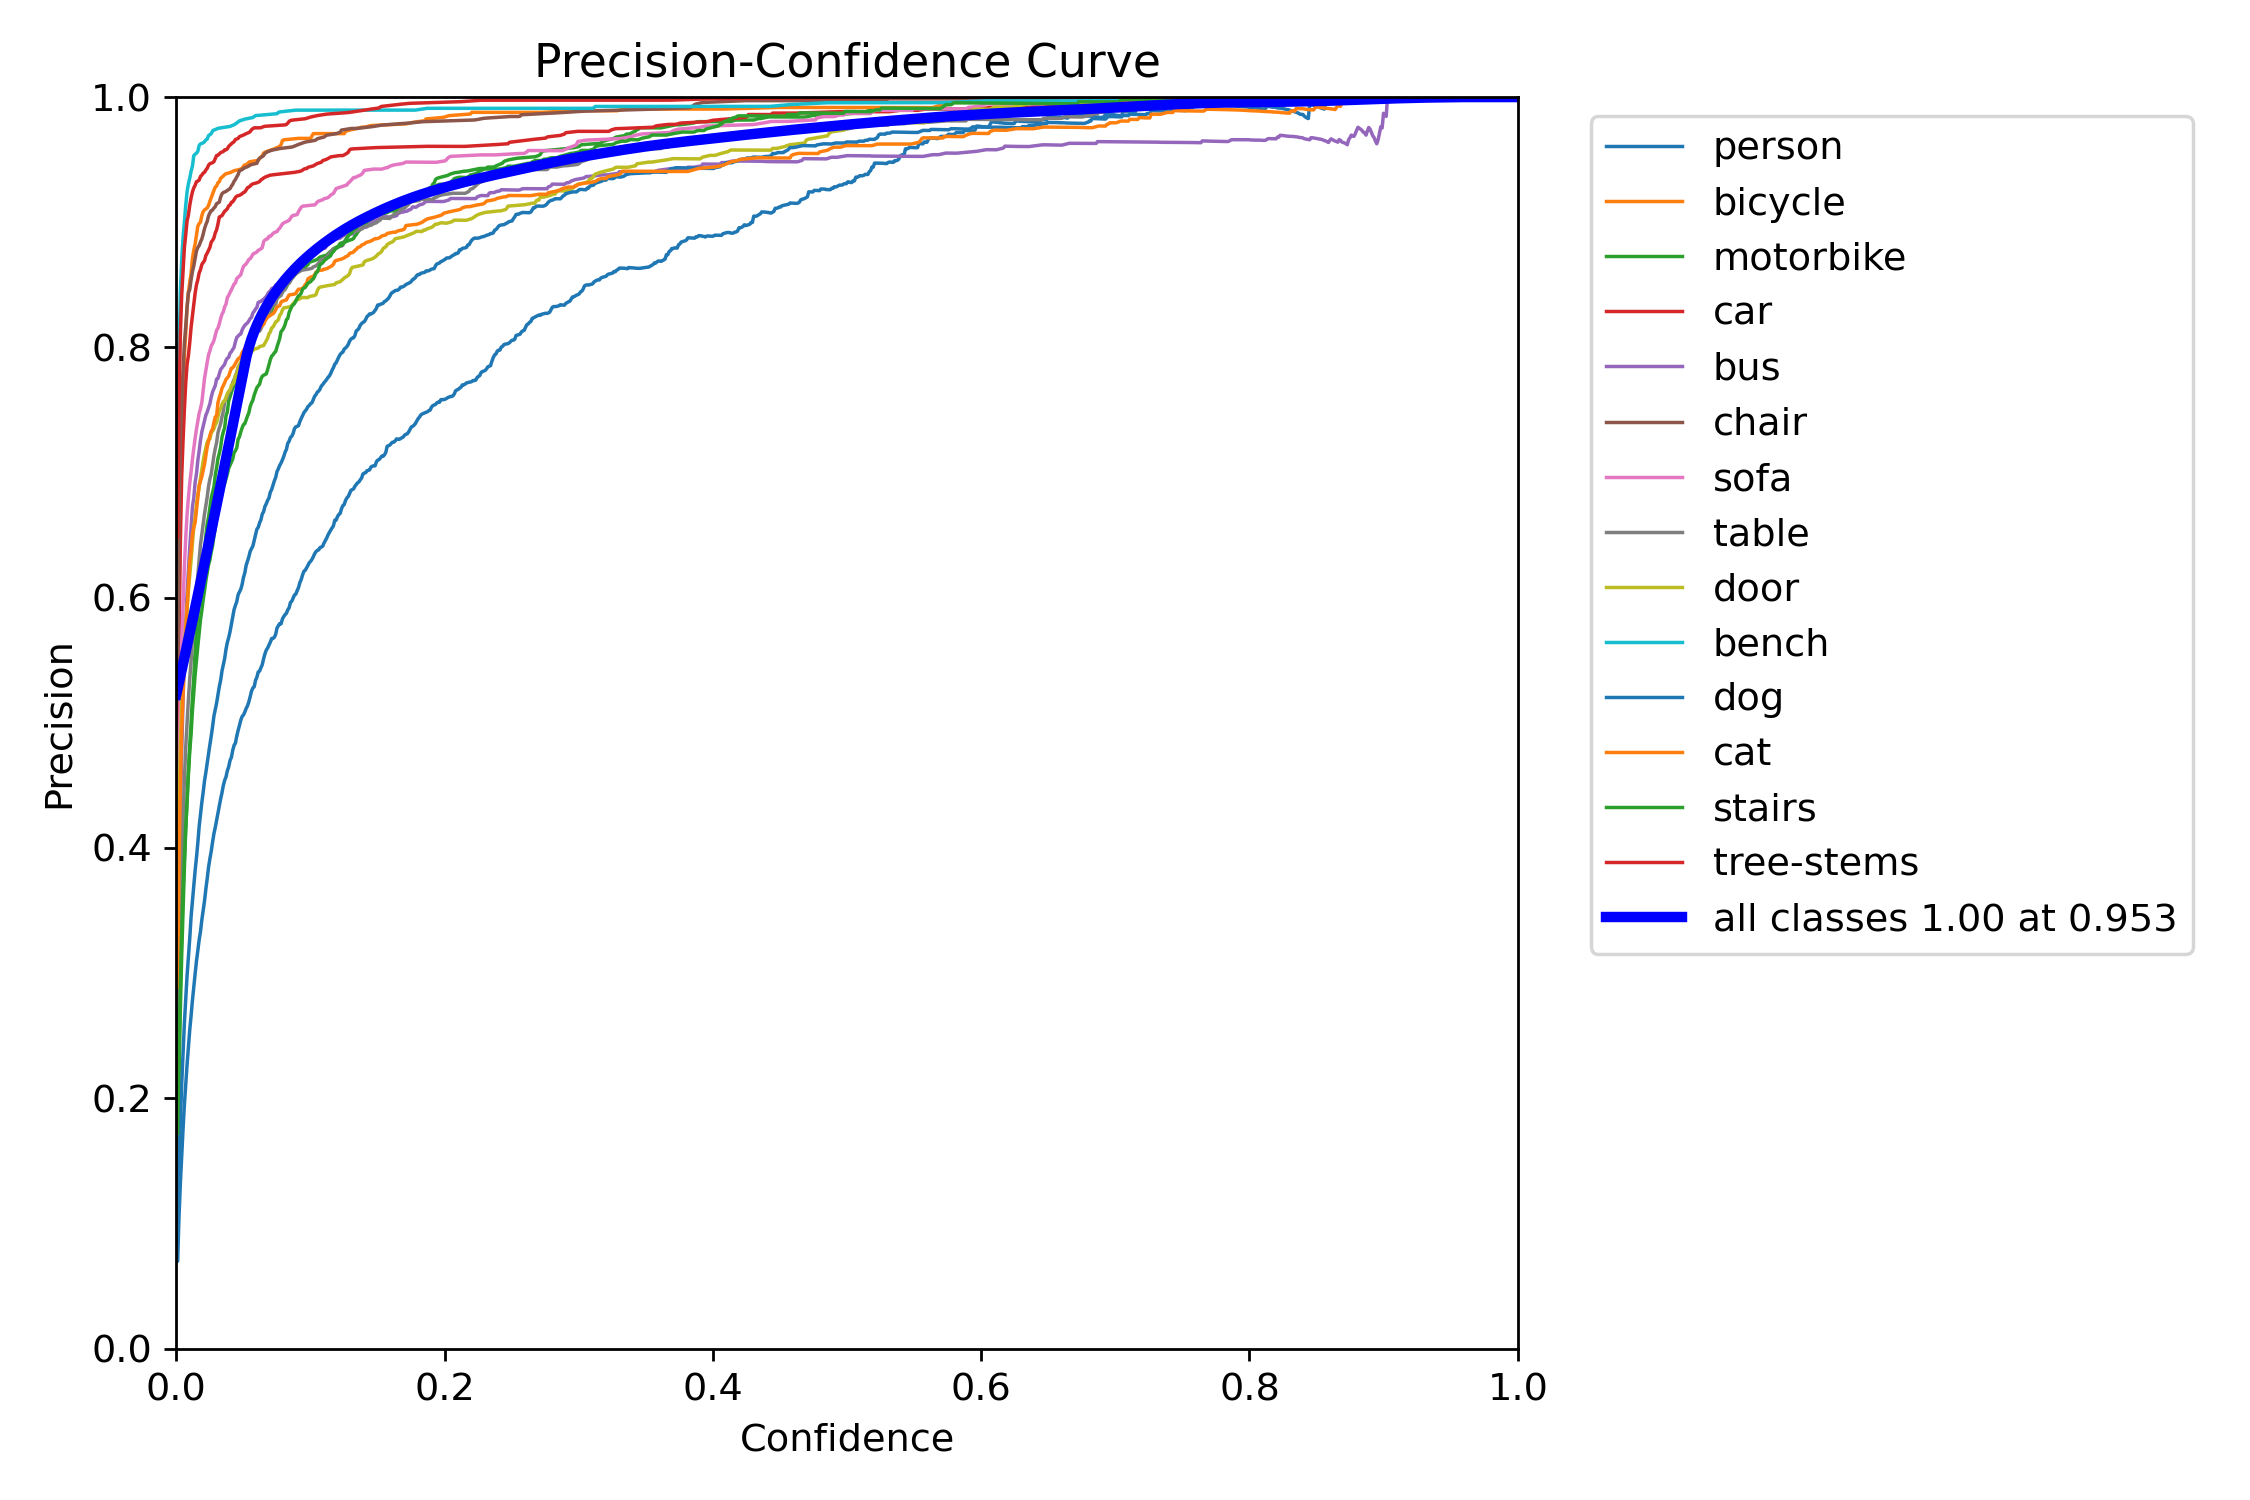 Precision-Confidence Curve
1.0
0.8
0.6
0.4
0.2
0.0
Precision
0.0 0.2 0.4 0.6 0.8 1.0
Confidence
person
bicycle
motorbike
car
bus
chair
sofa
table
door
bench
dog
cat
stairs
tree-stems
all classes 1.00 at 0.953